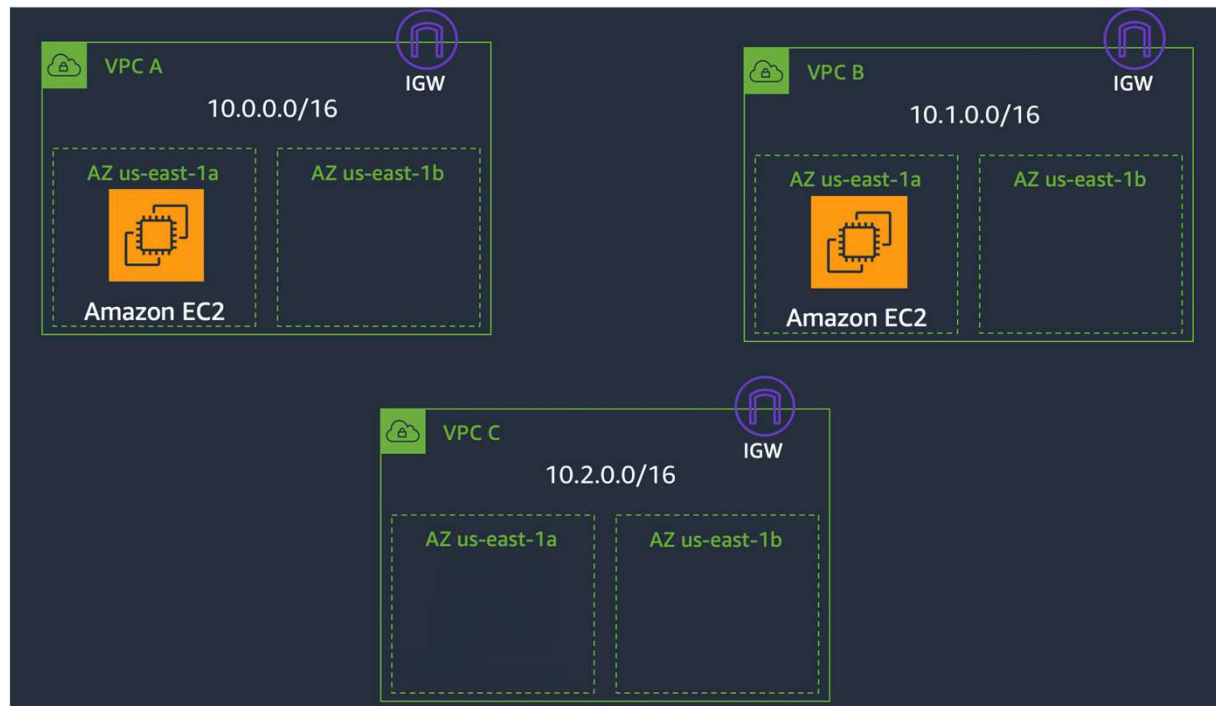 VPC A
IGW
10.0.0.0/16
AZ us-east-1a
AZ us-east-1b
Amazon EC2
VPC B
IGW
10.1.0.0/16
AZ us-east-1a
AZ us-east-1b
Amazon EC2
VPC C
IGW
10.2.0.0/16
AZ us-east-1a
AZ us-east-1b